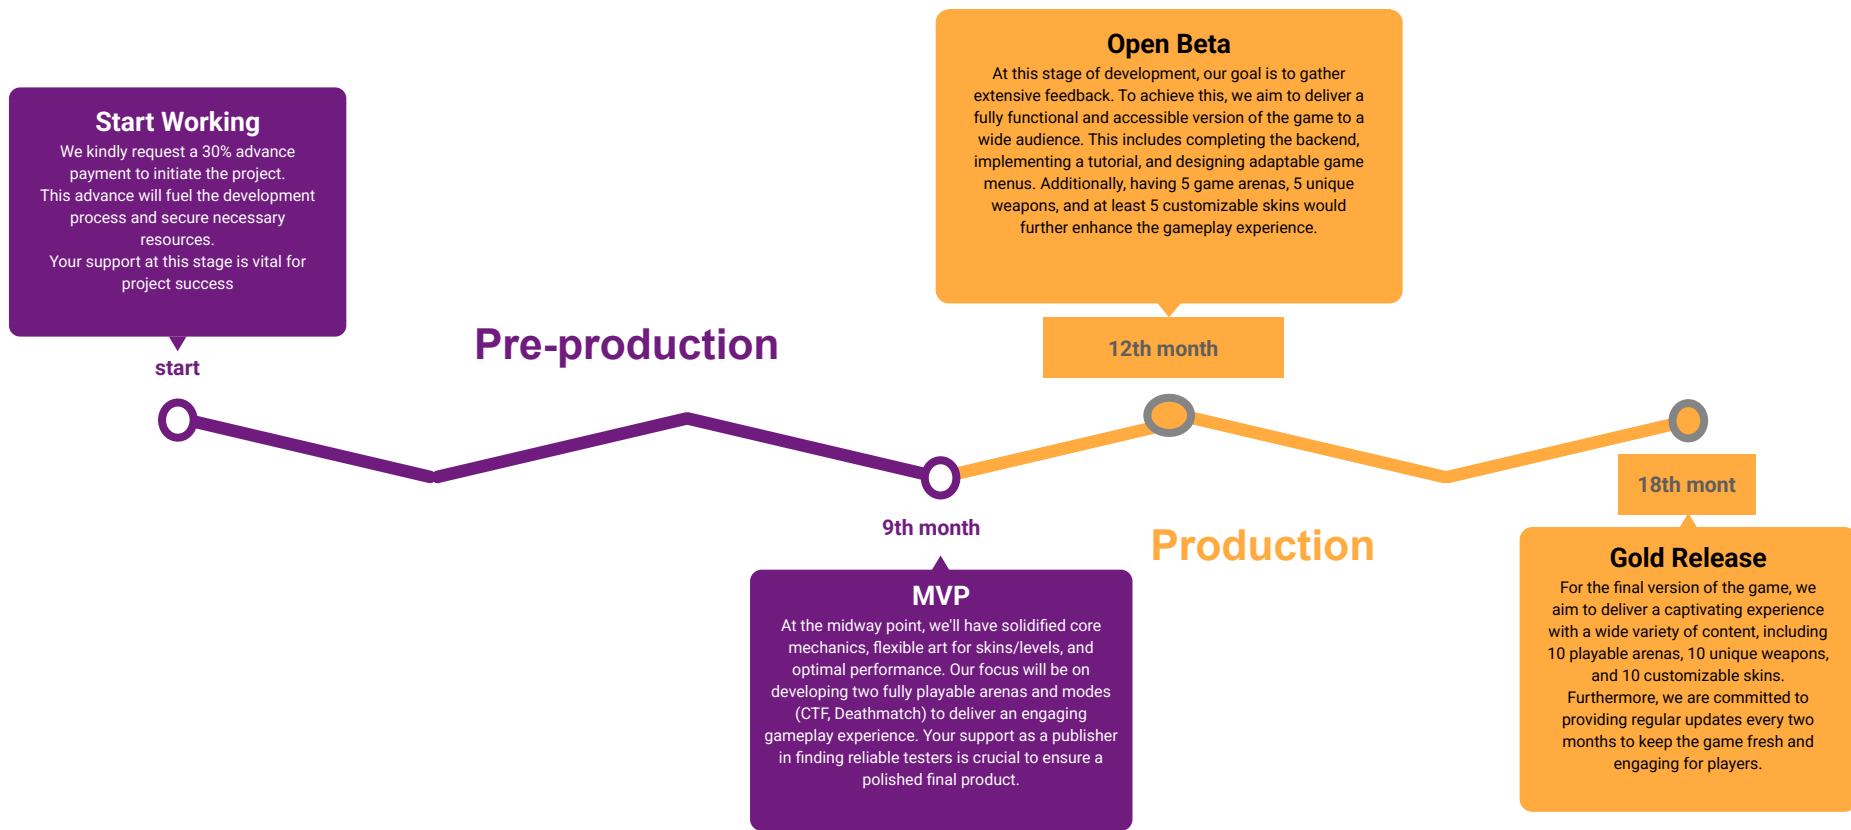 Start Working
We kindly request a 30% advance
payment to initiate the project.
This advance will fuel the development
process and secure necessary
resources.
Your support at this stage is vital for
project success
start
Pre-production
Open Beta
At this stage of development, our goal is to gather
extensive feedback. To achieve this, we aim to deliver a
fully functional and accessible version of the game to a
wide audience. This includes completing the backend,
implementing a tutorial, and designing adaptable game
menus. Additionally, having 5 game arenas, 5 unique
weapons, and at least 5 customizable skins would
further enhance the gameplay experience.
12th month
9th month
MVP
At the midway point, we'll have solidified core
mechanics, flexible art for skins/levels, and
optimal performance. Our focus will be on
developing two fully playable arenas and modes
(CTF, Deathmatch) to deliver an engaging
gameplay experience. Your support as a publisher
in finding reliable testers is crucial to ensure a
polished final product.
Production
18th mont
Gold Release
For the final version of the game, we
aim to deliver a captivating experience
with a wide variety of content, including
10 playable arenas, 10 unique weapons,
and 10 customizable skins.
Furthermore, we are committed to
providing regular updates every two
months to keep the game fresh and
engaging for players.